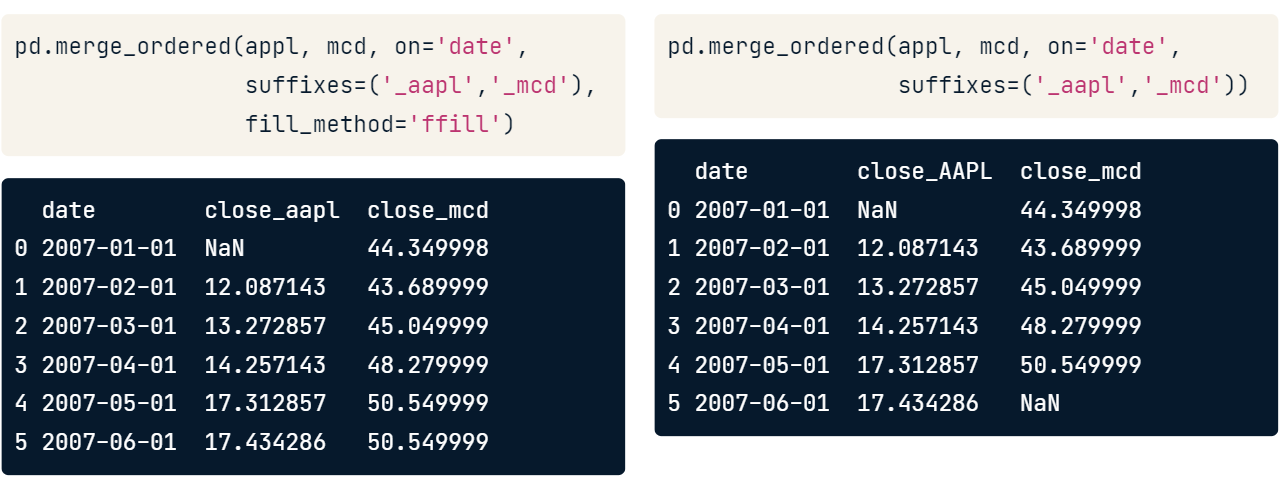 pd.merge_ordered(appl, mcd, on='date',
suffixes=('_aapl','_mcd'),
fill_method='ffill')
date close_aapl close_mcd
0 2007-01-01 NaN 44.349998
1 2007-02-01 12.087143 43.689999
2 2007-03-01 13.272857 45.049999
3 2007-04-01 14.257143 48.279999
4 2007-05-01 17.312857 50.549999
5 2007-06-01 17.434286 50.549999
pd.merge_ordered(appl, mcd, on='date',
suffixes=('_aapl','_mcd'))
date close_AAPL close_mcd
0 2007-01-01 NaN 44.349998
1 2007-02-01 12.087143 43.689999
2 2007-03-01 13.272857 45.049999
3 2007-04-01 14.257143 48.279999
4 2007-05-01 17.312857 50.549999
5 2007-06-01 17.434286 NaN